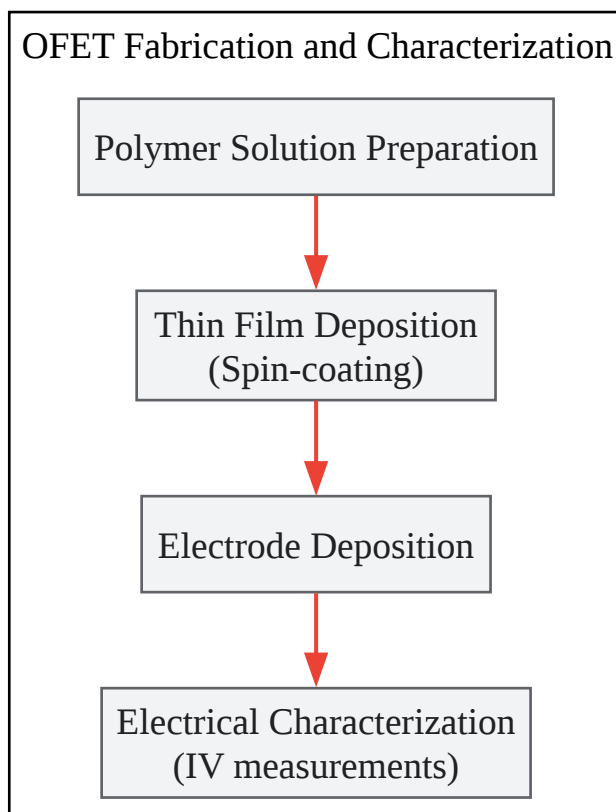 OFET Fabrication and Characterization
Polymer Solution Preparation
Thin Film Deposition
(Spin-coating)
Electrode Deposition
Electrical Characterization
(IV measurements)